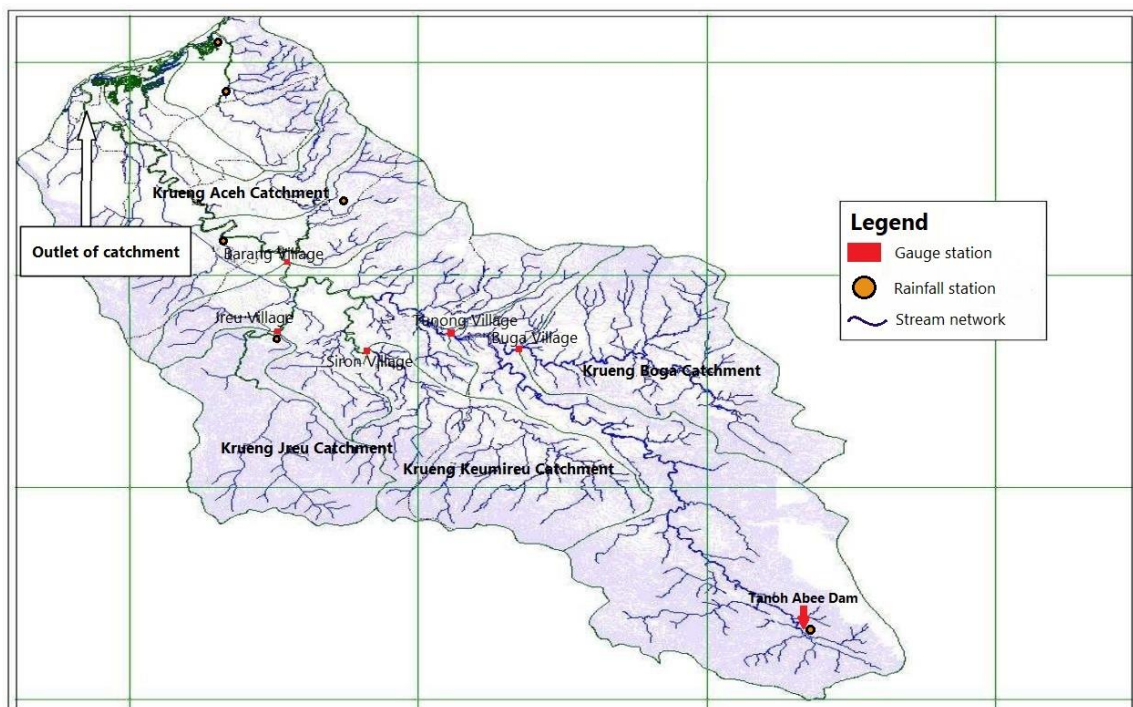 Krueng Aceh Catchment
Outlet of catchment
Barang Village
Jreu Village
Siron Village
Tunong Village
Buga Village
Krueng Boga Catchment
Krueng Jreu Catchment
Krueng Keumireu Catchment
Tanoh Abee Dam
Legend
Gauge station
Rainfall station
Stream network